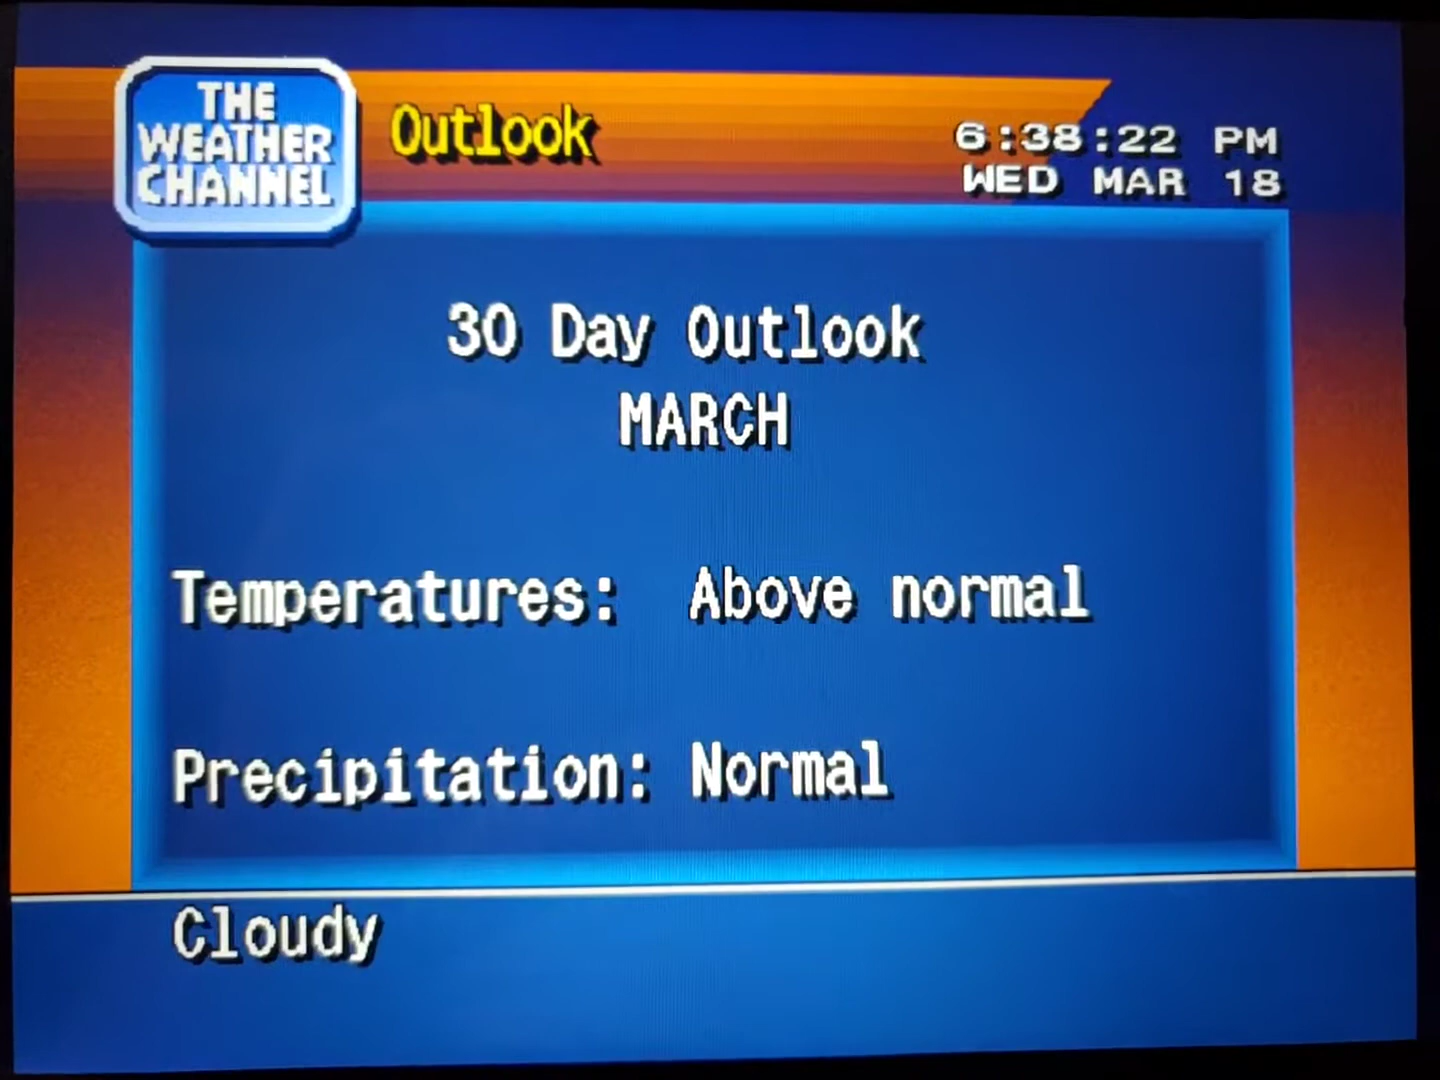 THE
WEATHER
CHANNEL
Outlook
6:38:22 PM
WED MAR 18
30 Day Outlook
MARCH
Temperatures: Above normal
Precipitation: Normal
Cloudy